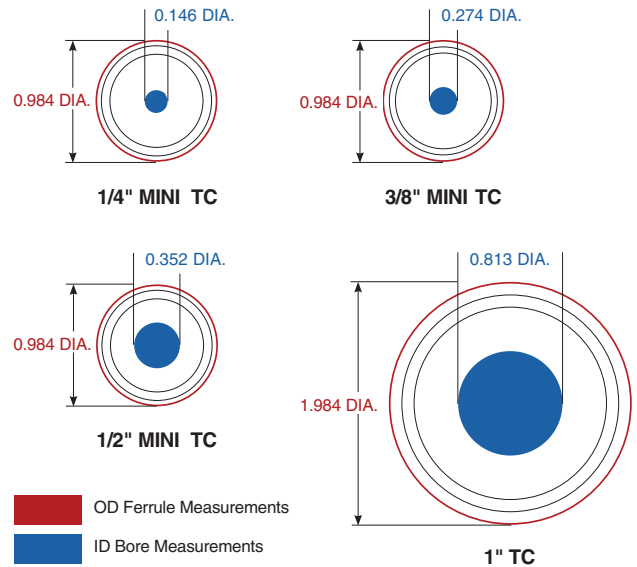 0.146 DIA.
0.984 DIA.
1/4" MINI TC
0.274 DIA.
0.984 DIA.
3/8" MINI TC
0.352 DIA.
0.984 DIA.
1/2" MINI TC
0.813 DIA.
1.984 DIA.
1" TC
OD Ferrule Measurements
ID Bore Measurements